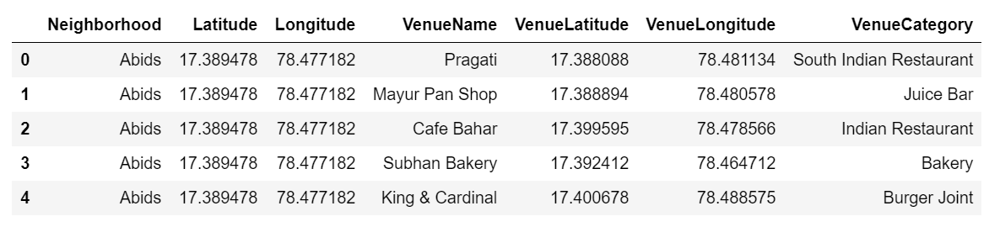 Neighborhood Latitude Longitude VenueName VenueLatitude VenueLongitude VenueCategory
0 Abids 17.389478 78.477182 Pragati 17.388088 78.481134 South Indian Restaurant
1 Abids 17.389478 78.477182 Mayur Pan Shop 17.388894 78.480578 Juice Bar
2 Abids 17.389478 78.477182 Cafe Bahar 17.399595 78.478566 Indian Restaurant
3 Abids 17.389478 78.477182 Subhan Bakery 17.392412 78.464712 Bakery
4 Abids 17.389478 78.477182 King & Cardinal 17.400678 78.488575 Burger Joint